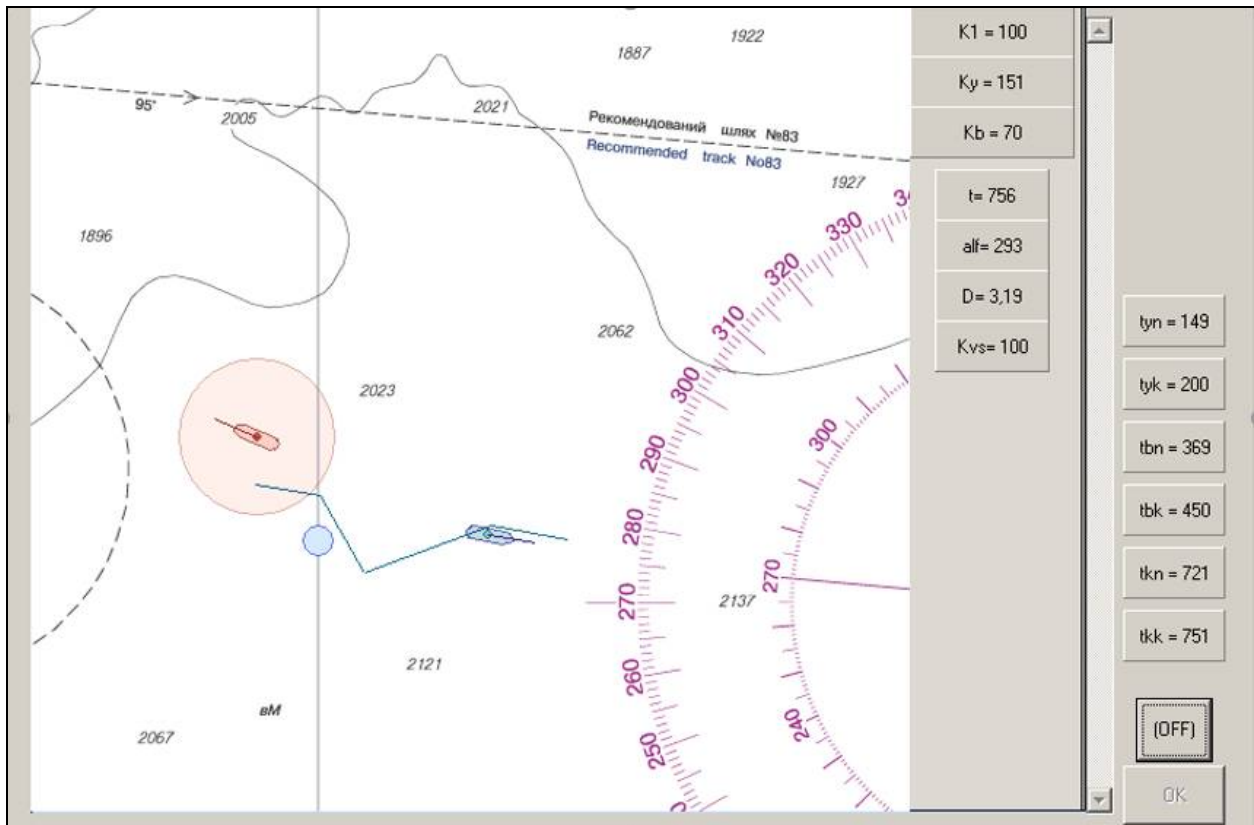 1922
1887
95°
2005
2021
Рекомендований шлях №83
Recommended track No83
1927
1896
340
330
320
310
300
290
280
270
260
250
2062
2023
300
270
240
2137
2121
вМ
2067
K1 = 100
Ky = 151
Kb = 70
t= 756
alf= 293
D= 3,19
Kvs= 100
tyn = 149
tyk = 200
tbn = 369
tbk = 450
tkn = 721
tkk = 751
(OFF)
OK